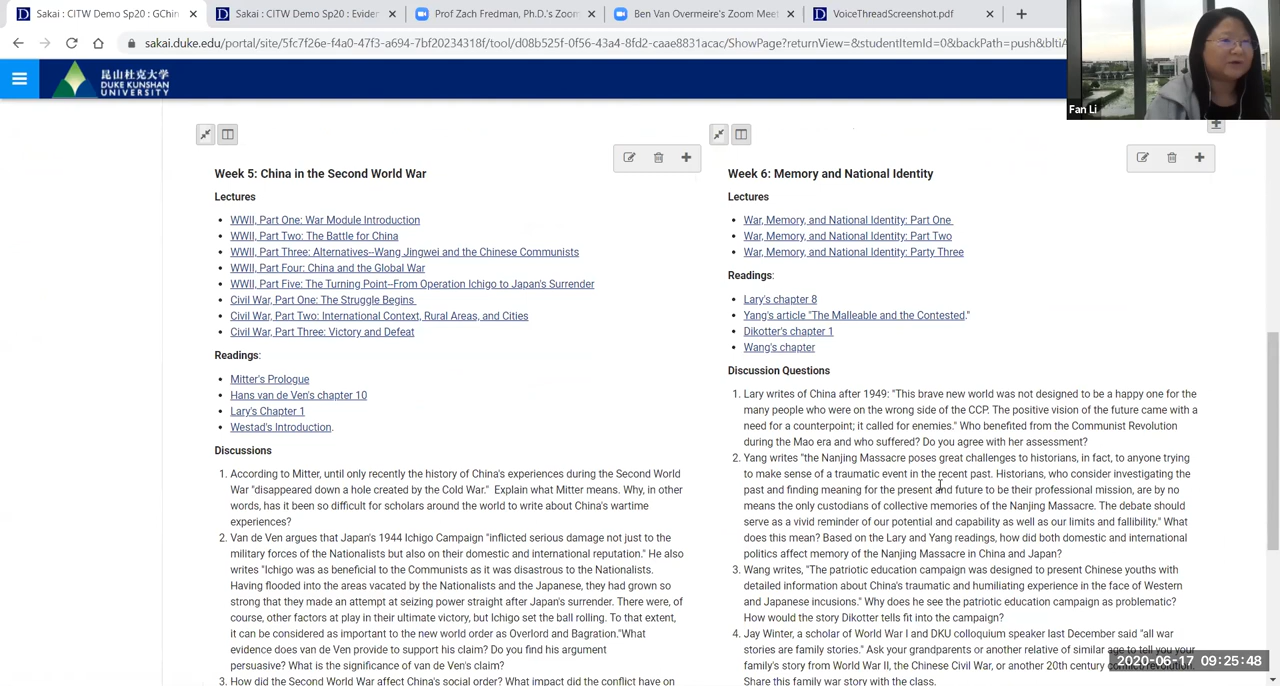 Sakai : CITW Demo Sp20 : GChin
Sakai : CITW Demo Sp20 : Eviden
Prof Zach Fredman, Ph.D.'s Zoom
Ben Van Overmeire's Zoom Meet
VoiceThreadScreenshot.pdf
sakai.duke.edu/portal/site/5fc7f26e-f4a0-47f3-a694-7bf20234318f/tool/d08b525f-0f56-43a4-8fd2-caae8831acac/ShowPage?returnView=&studentItemId=0&backPath=push&blti
Fan Li
昆山杜克大学
DUKE KUNSHAN
UNIVERSITY
Week 5: China in the Second World War
Lectures
WWII, Part One: War Module Introduction
WWII, Part Two: The Battle for China
WWII, Part Three: Alternatives--Wang Jingwei and the Chinese Communists
WWII, Part Four: China and the Global War
WWII, Part Five: The Turning Point--From Operation Ichigo to Japan's Surrender
Civil War, Part One: The Struggle Begins
Civil War, Part Two: International Context, Rural Areas, and Cities
Civil War, Part Three: Victory and Defeat
Readings:
Mitter's Prologue
Hans van de Ven's chapter 10
Lary's Chapter 1
Westad's Introduction.
Discussions
1. According to Mitter, until only recently the history of China's experiences during the Second World
War "disappeared down a hole created by the Cold War." Explain what Mitter means. Why, in other
words, has it been so difficult for scholars around the world to write about China's wartime
experiences?
2. Van de Ven argues that Japan's 1944 Ichigo Campaign "inflicted serious damage not just to the
military forces of the Nationalists but also on their domestic and international reputation." He also
writes "Ichigo was as beneficial to the Communists as it was disastrous to the Nationalists.
Having flooded into the areas vacated by the Nationalists and the Japanese, they had grown so
strong that they made an attempt at seizing power straight after Japan's surrender. There were, of
course, other factors at play in their ultimate victory, but Ichigo set the ball rolling. To that extent,
it can be considered as important to the new world order as Overlord and Bagration."What
evidence does van de Ven provide to support his claim? Do you find his argument
persuasive? What is the significance of van de Ven's claim?
3. How did the Second World War affect China's social order? What impact did the conflict have on
Week 6: Memory and National Identity
Lectures
War, Memory, and National Identity: Part One
War, Memory, and National Identity: Part Two
War, Memory, and National Identity: Party Three
Readings:
Lary's chapter 8
Yang's article "The Malleable and the Contested."
Dikotter's chapter 1
Wang's chapter
Discussion Questions
1. Lary writes of China after 1949: "This brave new world was not designed to be a happy one for the
many people who were on the wrong side of the CCP. The positive vision of the future came with a
need for a counterpoint; it called for enemies." Who benefited from the Communist Revolution
during the Mao era and who suffered? Do you agree with her assessment?
2. Yang writes "the Nanjing Massacre poses great challenges to historians, in fact, to anyone trying
to make sense of a traumatic event in the recent past. Historians, who consider investigating the
past and finding meaning for the present and future to be their professional mission, are by no
means the only custodians of collective memories of the Nanjing Massacre. The debate should
serve as a vivid reminder of our potential and capability as well as our limits and fallibility." What
does this mean? Based on the Lary and Yang readings, how did both domestic and international
politics affect memory of the Nanjing Massacre in China and Japan?
3. Wang writes, "The patriotic education campaign was designed to present Chinese youths with
detailed information about China's traumatic and humiliating experience in the face of Western
and Japanese incusions." Why does he see the patriotic education campaign as problematic?
How would the story Dikotter tells fit into the campaign?
4. Jay Winter, a scholar of World War I and DKU colloquium speaker last December said "all war
stories are family stories." Ask your grandparents or another relative of similar age to tell you your
family's story from World War II, the Chinese Civil War, or another 20th century conflict/revolution.
Share this family war story with the class.
2020-06-17 09:25:48